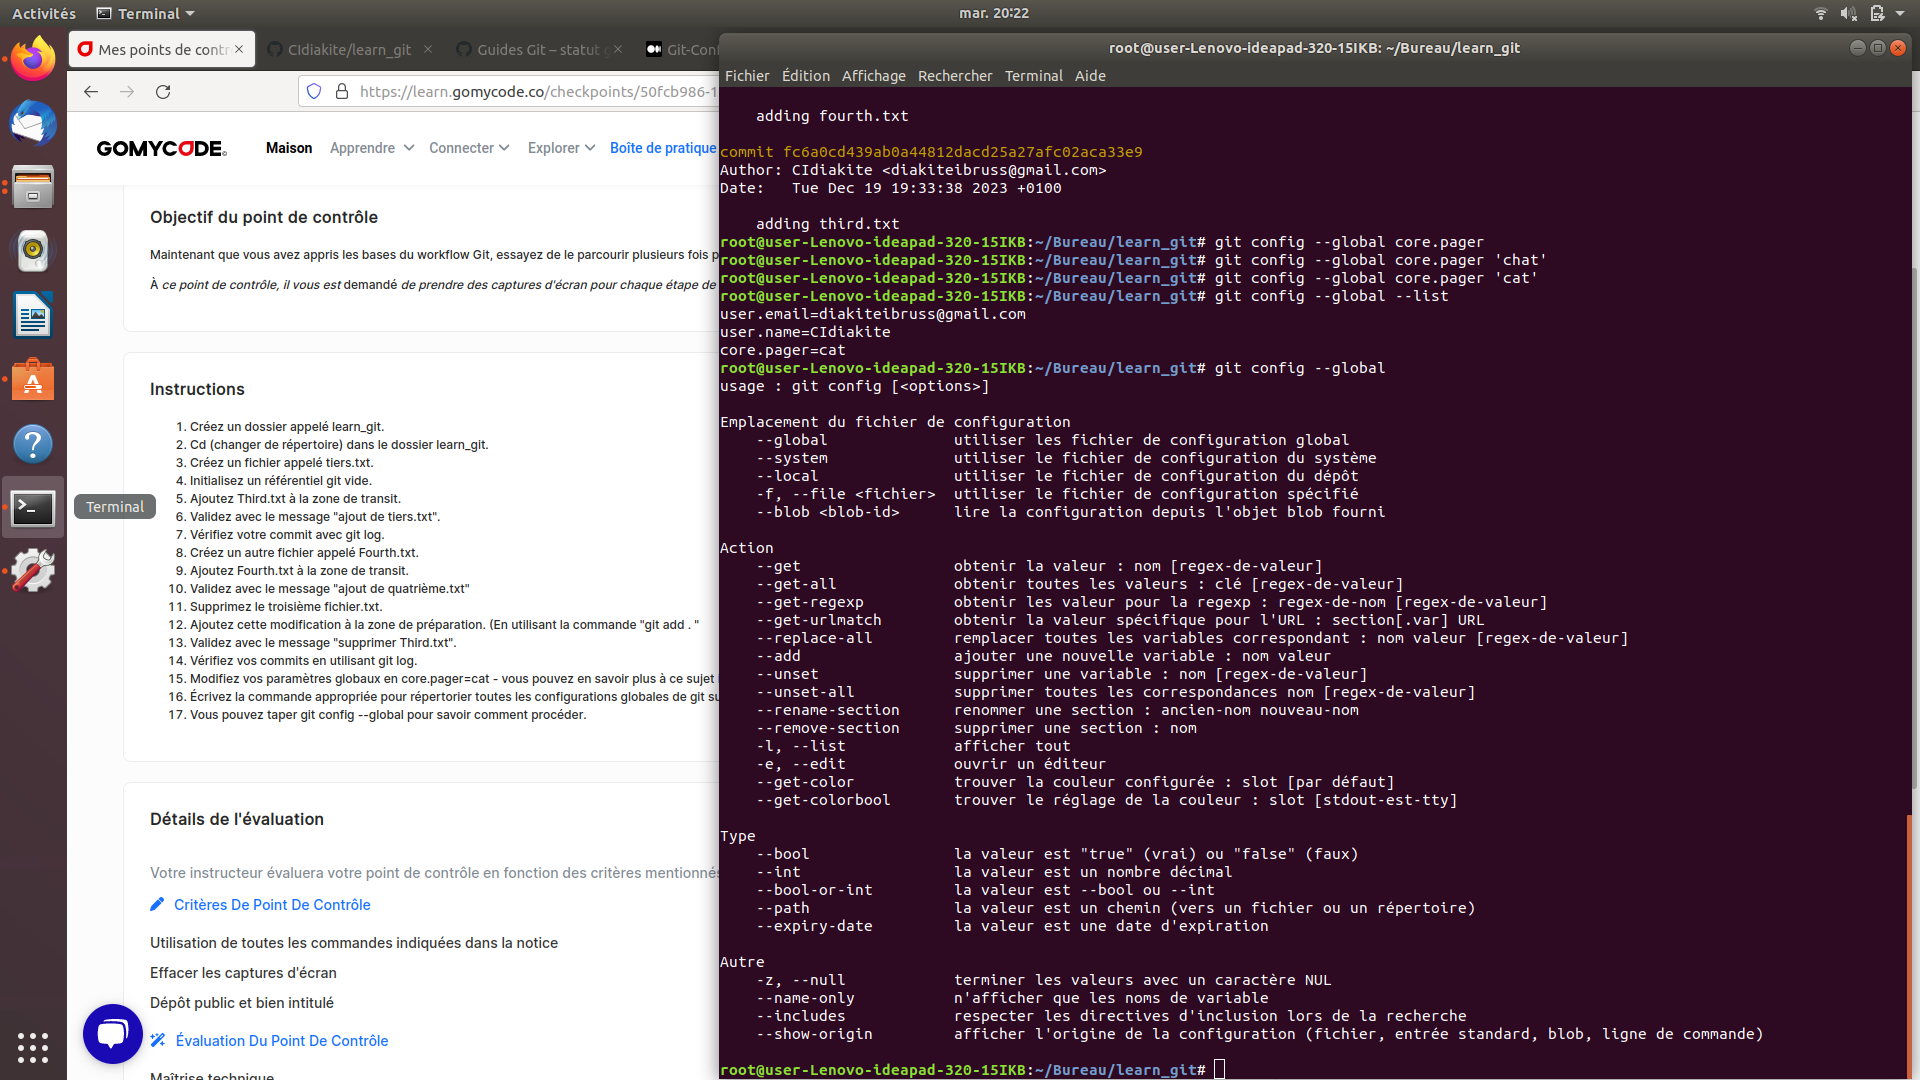 Activités
Terminal
mar. 20:22
Mes points de contr
CIdiakite/learn_git
Guides Git – statut
Git-Conf
https://learn.gomycode.co/checkpoints/50fcb986-1
GOMYCODE
Maison
Apprendre
Connecter
Explorer
Boîte de pratique
Objectif du point de contrôle
Maintenant que vous avez appris les bases du workflow Git, essayez de le parcourir plusieurs fois p
À ce point de contrôle, il vous est demandé de prendre des captures d'écran pour chaque étape de
Instructions
1. Créez un dossier appelé learn_git.
2. Cd (changer de répertoire) dans le dossier learn_git.
3. Créez un fichier appelé tiers.txt.
4. Initialisez un référentiel git vide.
5. Ajoutez Third.txt à la zone de transit.
6. Validez avec le message "ajout de tiers.txt".
7. Vérifiez votre commit avec git log.
8. Créez un autre fichier appelé Fourth.txt.
9. Ajoutez Fourth.txt à la zone de transit.
10. Validez avec le message "ajout de quatrième.txt"
11. Supprimez le troisième fichier.txt.
12. Ajoutez cette modification à la zone de préparation. (En utilisant la commande "git add . "
13. Validez avec le message "supprimer Third.txt".
14. Vérifiez vos commits en utilisant git log.
15. Modifiez vos paramètres globaux en core.pager=cat - vous pouvez en savoir plus à ce sujet
16. Écrivez la commande appropriée pour répertorier toutes les configurations globales de git su
17. Vous pouvez taper git config --global pour savoir comment procéder.
Terminal
Détails de l'évaluation
Votre instructeur évaluera votre point de contrôle en fonction des critères mentionnés
Critères De Point De Contrôle
Utilisation de toutes les commandes indiquées dans la notice
Effacer les captures d'écran
Dépôt public et bien intitulé
Évaluation Du Point De Contrôle
Maîtrise technique
root@user-Lenovo-ideapad-320-15IKB: ~/Bureau/learn_git
Fichier Édition Affichage Rechercher Terminal Aide
adding fourth.txt
commit fc6a0cd439ab0a44812dacd25a27afc02aca33e9
Author: CIdiakite <diakiteibruss@gmail.com>
Date:   Tue Dec 19 19:33:38 2023 +0100
adding third.txt
root@user-Lenovo-ideapad-320-15IKB:~/Bureau/learn_git# git config --global core.pager
root@user-Lenovo-ideapad-320-15IKB:~/Bureau/learn_git# git config --global core.pager 'chat'
root@user-Lenovo-ideapad-320-15IKB:~/Bureau/learn_git# git config --global core.pager 'cat'
root@user-Lenovo-ideapad-320-15IKB:~/Bureau/learn_git# git config --global --list
user.email=diakiteibruss@gmail.com
user.name=CIdiakite
core.pager=cat
root@user-Lenovo-ideapad-320-15IKB:~/Bureau/learn_git# git config --global
usage : git config [<options>]
Emplacement du fichier de configuration
--global              utiliser les fichier de configuration global
--system              utiliser le fichier de configuration du système
--local               utiliser le fichier de configuration du dépôt
-f, --file <fichier>  utiliser le fichier de configuration spécifié
--blob <blob-id>      lire la configuration depuis l'objet blob fourni
Action
--get                 obtenir la valeur : nom [regex-de-valeur]
--get-all             obtenir toutes les valeurs : clé [regex-de-valeur]
--get-regexp          obtenir les valeur pour la regexp : regex-de-nom [regex-de-valeur]
--get-urlmatch        obtenir la valeur spécifique pour l'URL : section[.var] URL
--replace-all         remplacer toutes les variables correspondant : nom valeur [regex-de-valeur]
--add                 ajouter une nouvelle variable : nom valeur
--unset               supprimer une variable : nom [regex-de-valeur]
--unset-all           supprimer toutes les correspondances nom [regex-de-valeur]
--rename-section      renommer une section : ancien-nom nouveau-nom
--remove-section      supprimer une section : nom
-l, --list            afficher tout
-e, --edit            ouvrir un éditeur
--get-color           trouver la couleur configurée : slot [par défaut]
--get-colorbool       trouver le réglage de la couleur : slot [stdout-est-tty]
Type
--bool                la valeur est "true" (vrai) ou "false" (faux)
--int                 la valeur est un nombre décimal
--bool-or-int         la valeur est --bool ou --int
--path                la valeur est un chemin (vers un fichier ou un répertoire)
--expiry-date         la valeur est une date d'expiration
Autre
-z, --null            terminer les valeurs avec un caractère NUL
--name-only           n'afficher que les noms de variable
--includes            respecter les directives d'inclusion lors de la recherche
--show-origin         afficher l'origine de la configuration (fichier, entrée standard, blob, ligne de commande)
root@user-Lenovo-ideapad-320-15IKB:~/Bureau/learn_git#